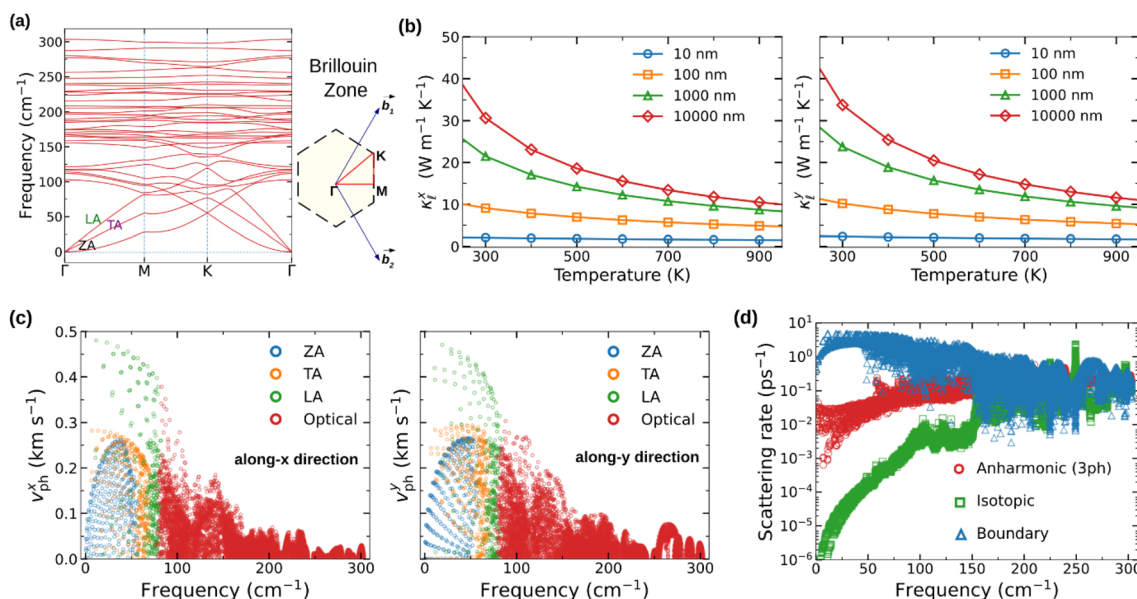 (a)
Frequency (cm⁻¹)
300
250
200
150
100
50
0
LA
TA
ZA
Γ
M
K
Γ
Brillouin
Zone
b₁
K
Γ
M
b₂
(b)
κℓˣ (W m⁻¹ K⁻¹)
50
40
30
20
10
0
10 nm
100 nm
1000 nm
10000 nm
300
500
700
900
Temperature (K)
κℓʸ (W m⁻¹ K⁻¹)
10 nm
100 nm
1000 nm
10000 nm
300
500
700
900
Temperature (K)
(c)
vₚₕˣ (km s⁻¹)
0.5
0.4
0.3
0.2
0.1
0.0
ZA
TA
LA
Optical
along-x direction
0
50
100
150
200
250
300
Frequency (cm⁻¹)
vₚₕʸ (km s⁻¹)
ZA
TA
LA
Optical
along-y direction
0
50
100
150
200
250
300
Frequency (cm⁻¹)
(d)
Scattering rate (ps⁻¹)
10¹
10⁰
10⁻¹
10⁻²
10⁻³
10⁻⁴
10⁻⁵
10⁻⁶
Anharmonic (3ph)
Isotopic
Boundary
0
50
100
150
200
250
300
Frequency (cm⁻¹)